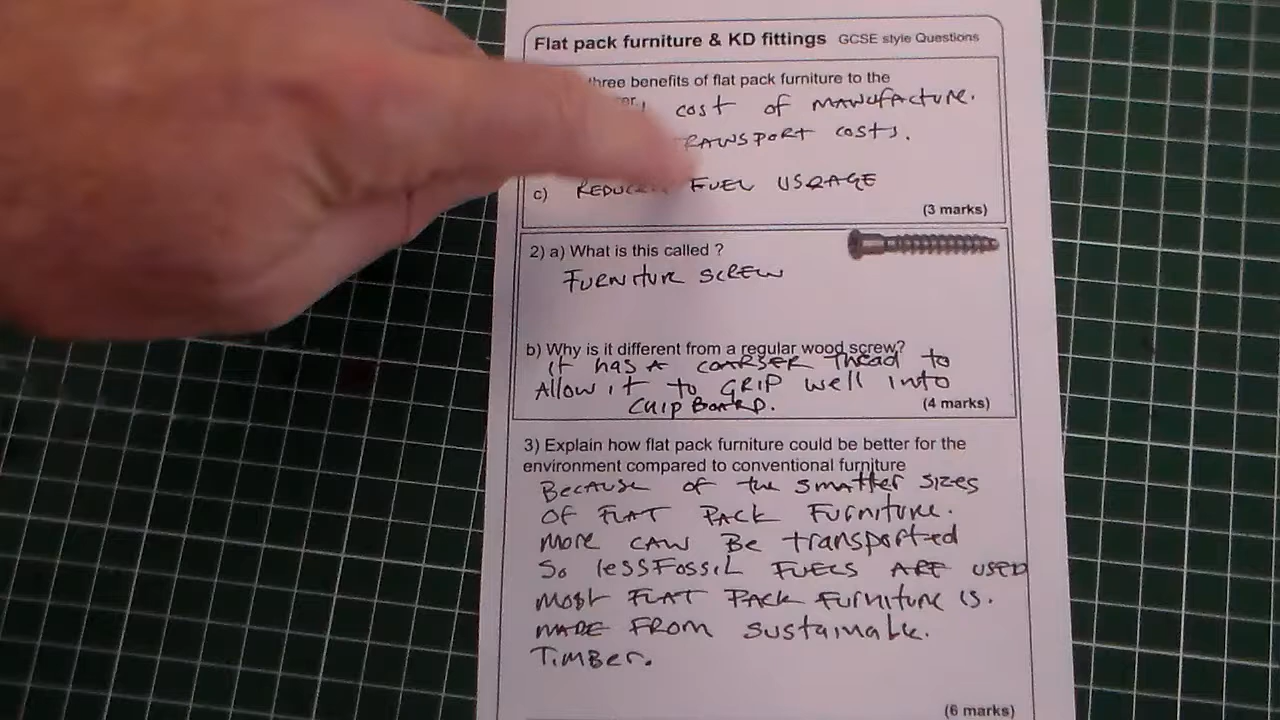 Flat pack furniture & KD fittings GCSE style Questions
three benefits of flat pack furniture to the
cost of MANUFACTURE.
TRANSPORT COSTS.
c) REDUCED FUEL USEAGE
(3 marks)
2) a) What is this called ?
FURNITUR SCREW
b) Why is it different from a regular wood screw?
It has A COARSER Thead to
Allow it to GRIP well into
CHIP BOARD.
(4 marks)
3) Explain how flat pack furniture could be better for the
environment compared to conventional furniture
BECAUSE of the smaller sizes
OF FLAT PACK FURNITURE.
more CAN BE transported
So less FOSSIL FUELS ARE USED
most FLAT PACK furniture is.
MADE FROM sustainable.
TIMBER.
(6 marks)